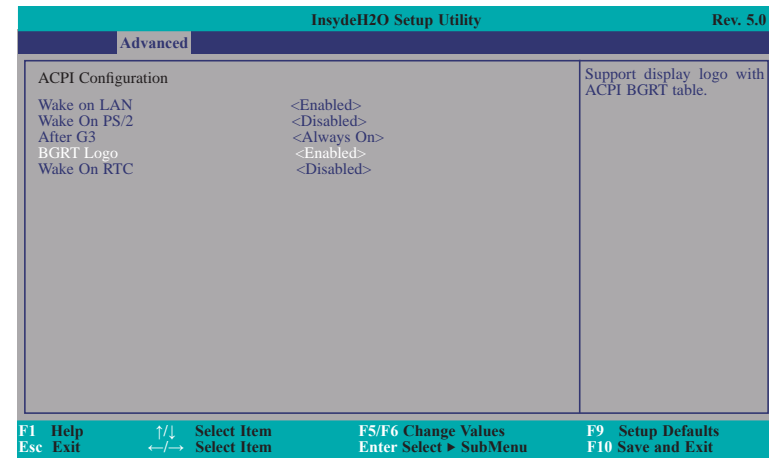 InsydeH2O Setup Utility Rev. 5.0
Advanced
ACPI Configuration
Wake on LAN <Enabled>
Wake On PS/2 <Disabled>
After G3 <Always On>
BGRT Logo <Enabled>
Wake On RTC <Disabled>
Support display logo with
ACPI BGRT table.
F1 Help ↑/↓ Select Item F5/F6 Change Values F9 Setup Defaults
Esc Exit ←/→ Select Item Enter Select ▶ SubMenu F10 Save and Exit